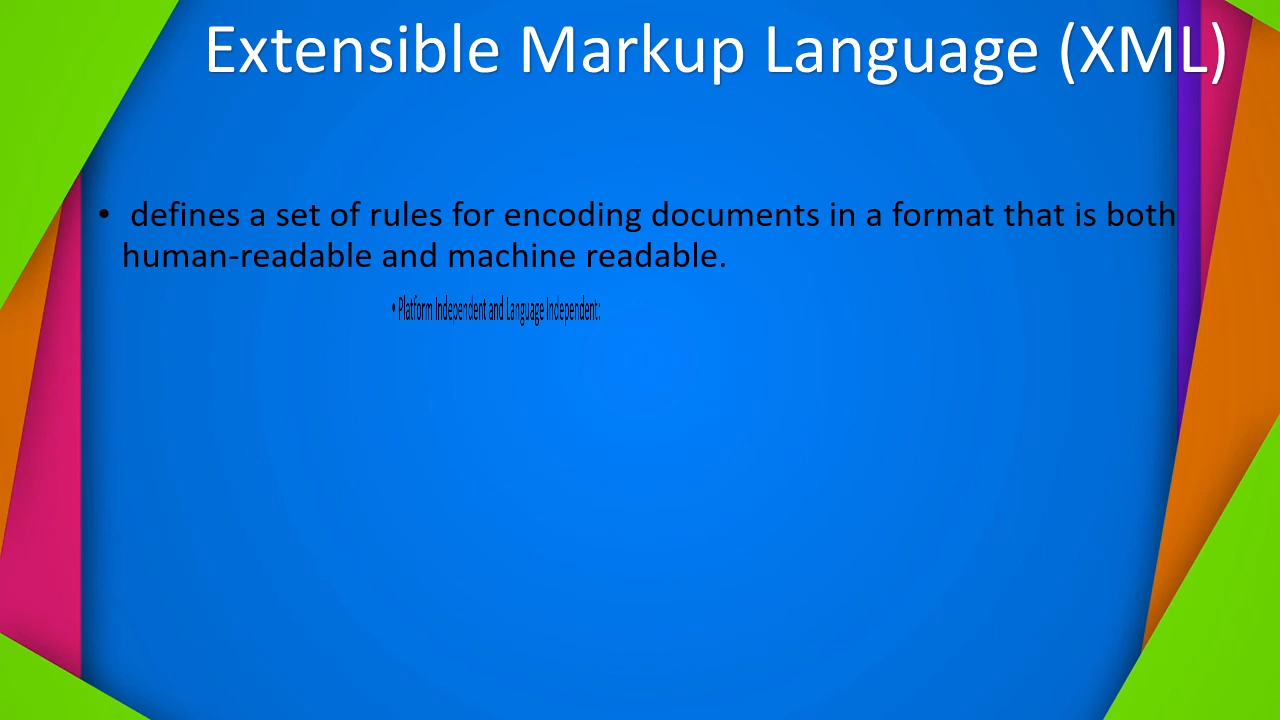 Extensible Markup Language (XML)
• defines a set of rules for encoding documents in a format that is both
human-readable and machine readable.
• Platform Independent and Language Independent: